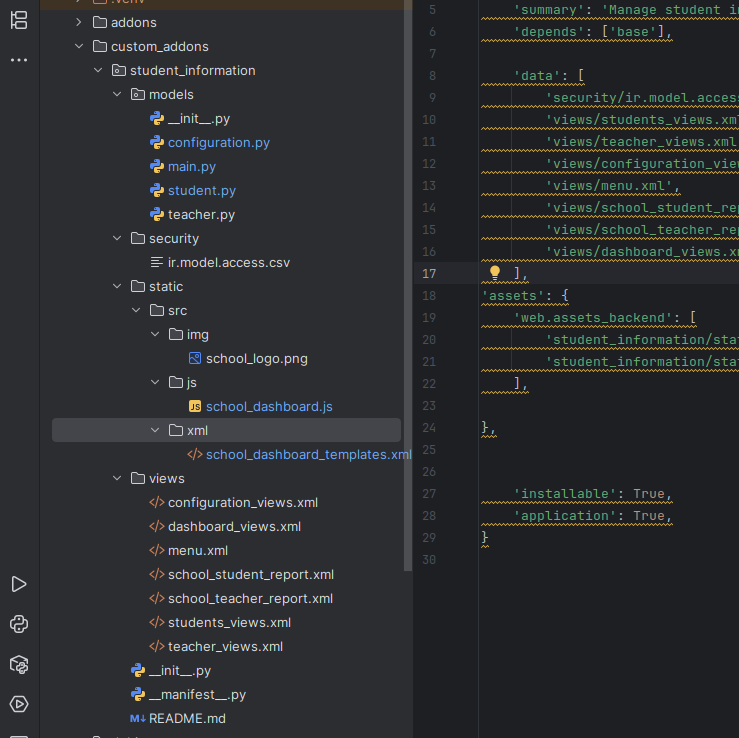 addons
custom_addons
student_information
models
__init__.py
configuration.py
main.py
student.py
teacher.py
security
ir.model.access.csv
static
src
img
school_logo.png
js
JS school_dashboard.js
xml
school_dashboard_templates.xml
views
configuration_views.xml
dashboard_views.xml
menu.xml
school_student_report.xml
school_teacher_report.xml
students_views.xml
teacher_views.xml
__init__.py
__manifest__.py
M↓ README.md
5 'summary': 'Manage student in
6 'depends': ['base'],
7
8 'data': [
9 'security/ir.model.access
10 'views/students_views.xml
11 'views/teacher_views.xml
12 'views/configuration_view
13 'views/menu.xml',
14 'views/school_student_rep
15 'views/school_teacher_rep
16 'views/dashboard_views.xm
17 ],
18 'assets': {
19 'web.assets_backend': [
20 'student_information/stat
21 'student_information/stat
22 ],
23
24 },
25
26
27 'installable': True,
28 'application': True,
29 }
30